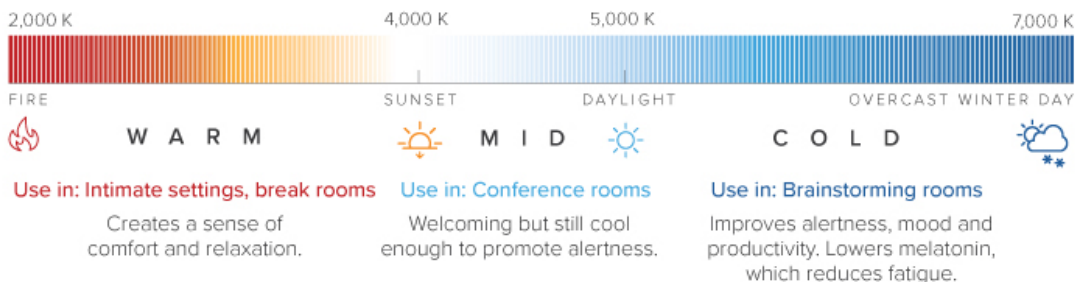 2,000 K 4,000 K 5,000 K 7,000 K
FIRE SUNSET DAYLIGHT OVERCAST WINTER DAY
WARM MID COLD
Use in: Intimate settings, break rooms
Creates a sense of
comfort and relaxation.
Use in: Conference rooms
Welcoming but still cool
enough to promote alertness.
Use in: Brainstorming rooms
Improves alertness, mood and
productivity. Lowers melatonin,
which reduces fatigue.